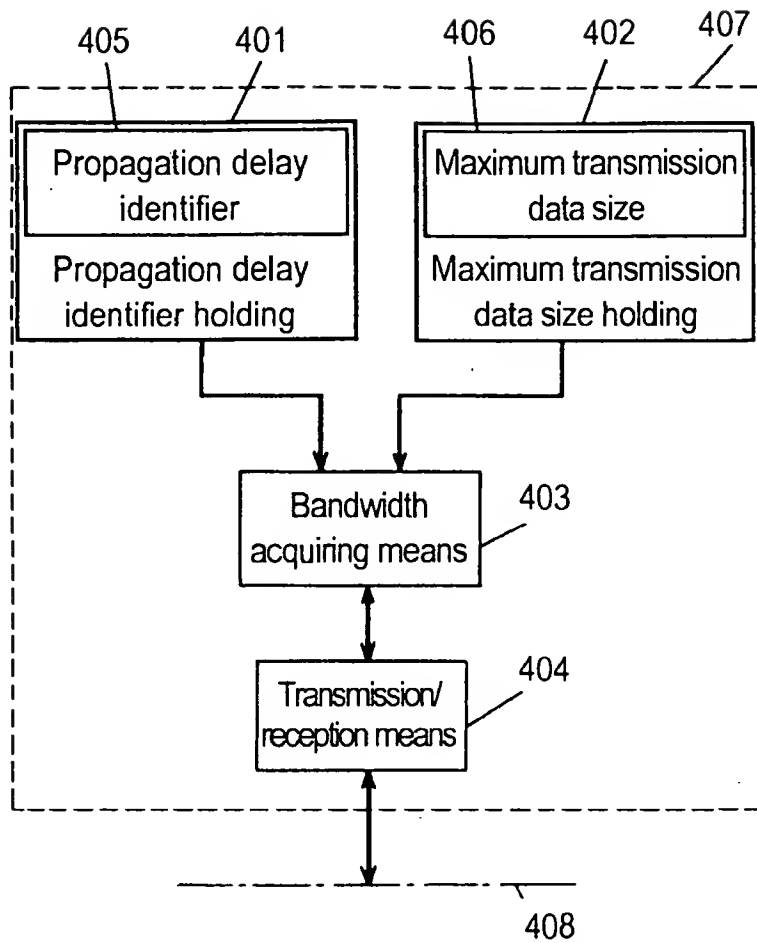 405 401 406 402 407
Propagation delay
identifier
Propagation delay
identifier holding
Maximum transmission
data size
Maximum transmission
data size holding
Bandwidth
acquiring means
403
Transmission/
reception means
404
408